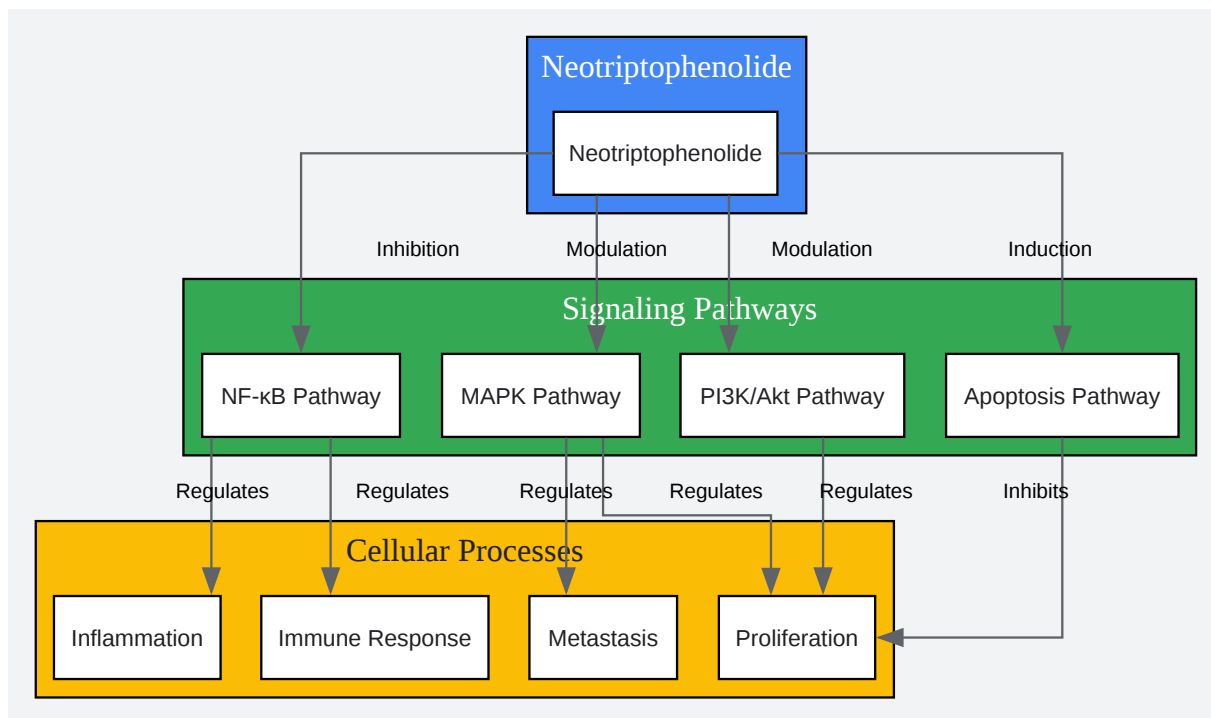 Neotriptophenolide
Neotriptophenolide
Inhibition
Modulation
Modulation
Induction
Signaling Pathways
NF-κB Pathway
MAPK Pathway
PI3K/Akt Pathway
Apoptosis Pathway
Regulates
Regulates
Regulates
Regulates
Regulates
Inhibits
Cellular Processes
Inflammation
Immune Response
Metastasis
Proliferation